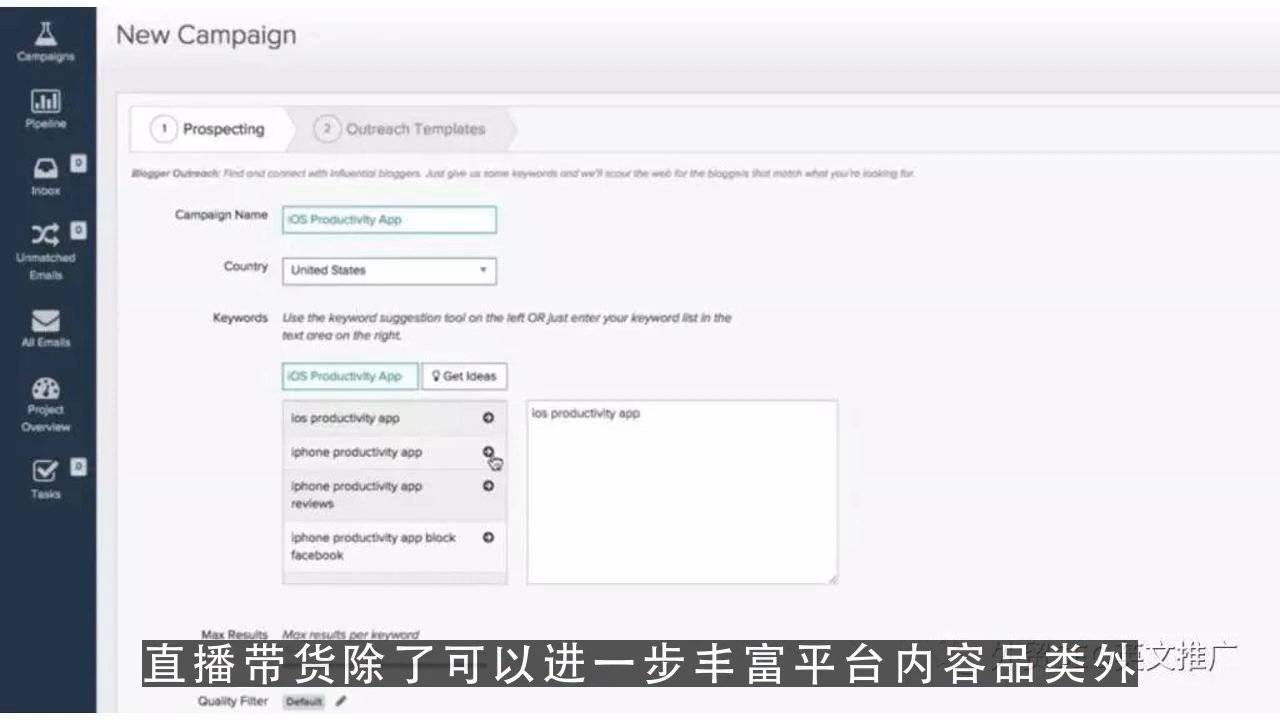 New Campaign
Campaigns
Pipeline
0
Inbox
0
Unmatched
Emails
All Emails
Project
Overview
0
Tasks
1 Prospecting
2 Outreach Templates
Blogger Outreach: Find and connect with influential bloggers. Just give us some keywords and we'll scour the web for the bloggers that match what you're looking for.
Campaign Name iOS Productivity App
Country United States
Keywords Use the keyword suggestion tool on the left OR just enter your keyword list in the
text area on the right.
iOS Productivity App Get Ideas
ios productivity app
iphone productivity app
iphone productivity app
reviews
iphone productivity app block
facebook
ios productivity app
Max Results Max results per keyword
直播带货除了可以进一步丰富平台内容品类外
英文推广
Quality Filter Default